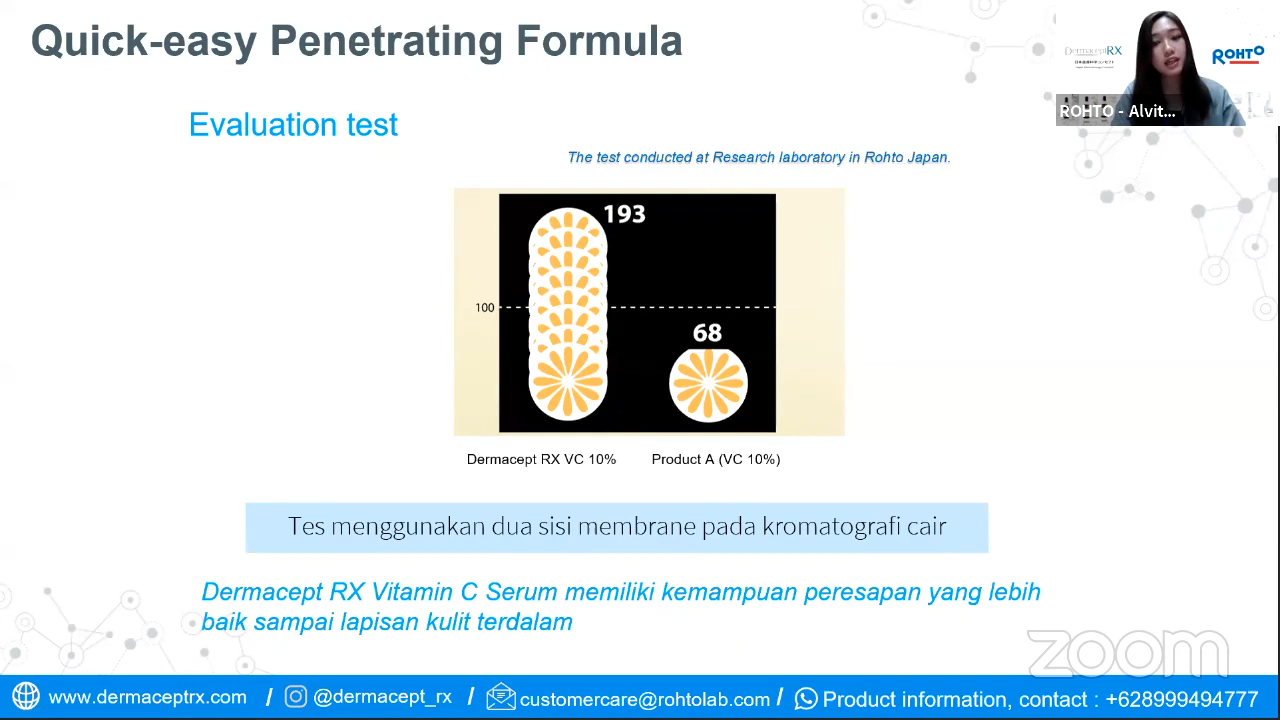 Quick-easy Penetrating Formula
DermaceptRX
ROHTO
ROHTO - Alvit...
Evaluation test
The test conducted at Research laboratory in Rohto Japan.
193
100
68
Dermacept RX VC 10%
Product A (VC 10%)
Tes menggunakan dua sisi membrane pada kromatografi cair
Dermacept RX Vitamin C Serum memiliki kemampuan peresapan yang lebih
baik sampai lapisan kulit terdalam
zoom
www.dermaceptrx.com / @dermacept_rx / customercare@rohtolab.com / Product information, contact : +628999494777